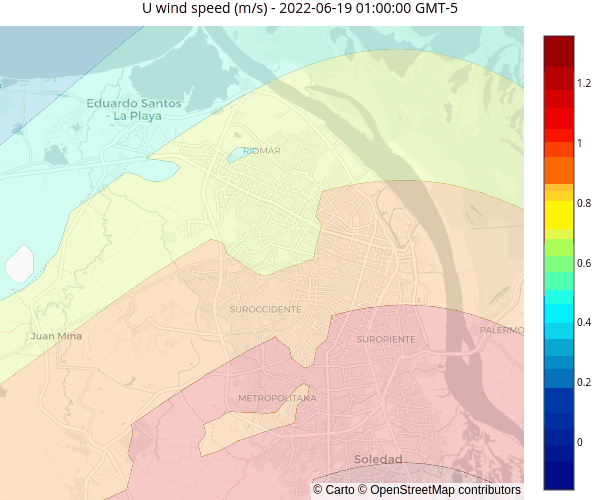 U wind speed (m/s) - 2022-06-19 01:00:00 GMT-5
Eduardo Santos
- La Playa
RIOMAR
SUROCCIDENTE
Juan Mina
SURORIENTE
PALERMO
METROPOLITANA
Soledad
© Carto © OpenStreetMap contributors
1.2
1
0.8
0.6
0.4
0.2
0